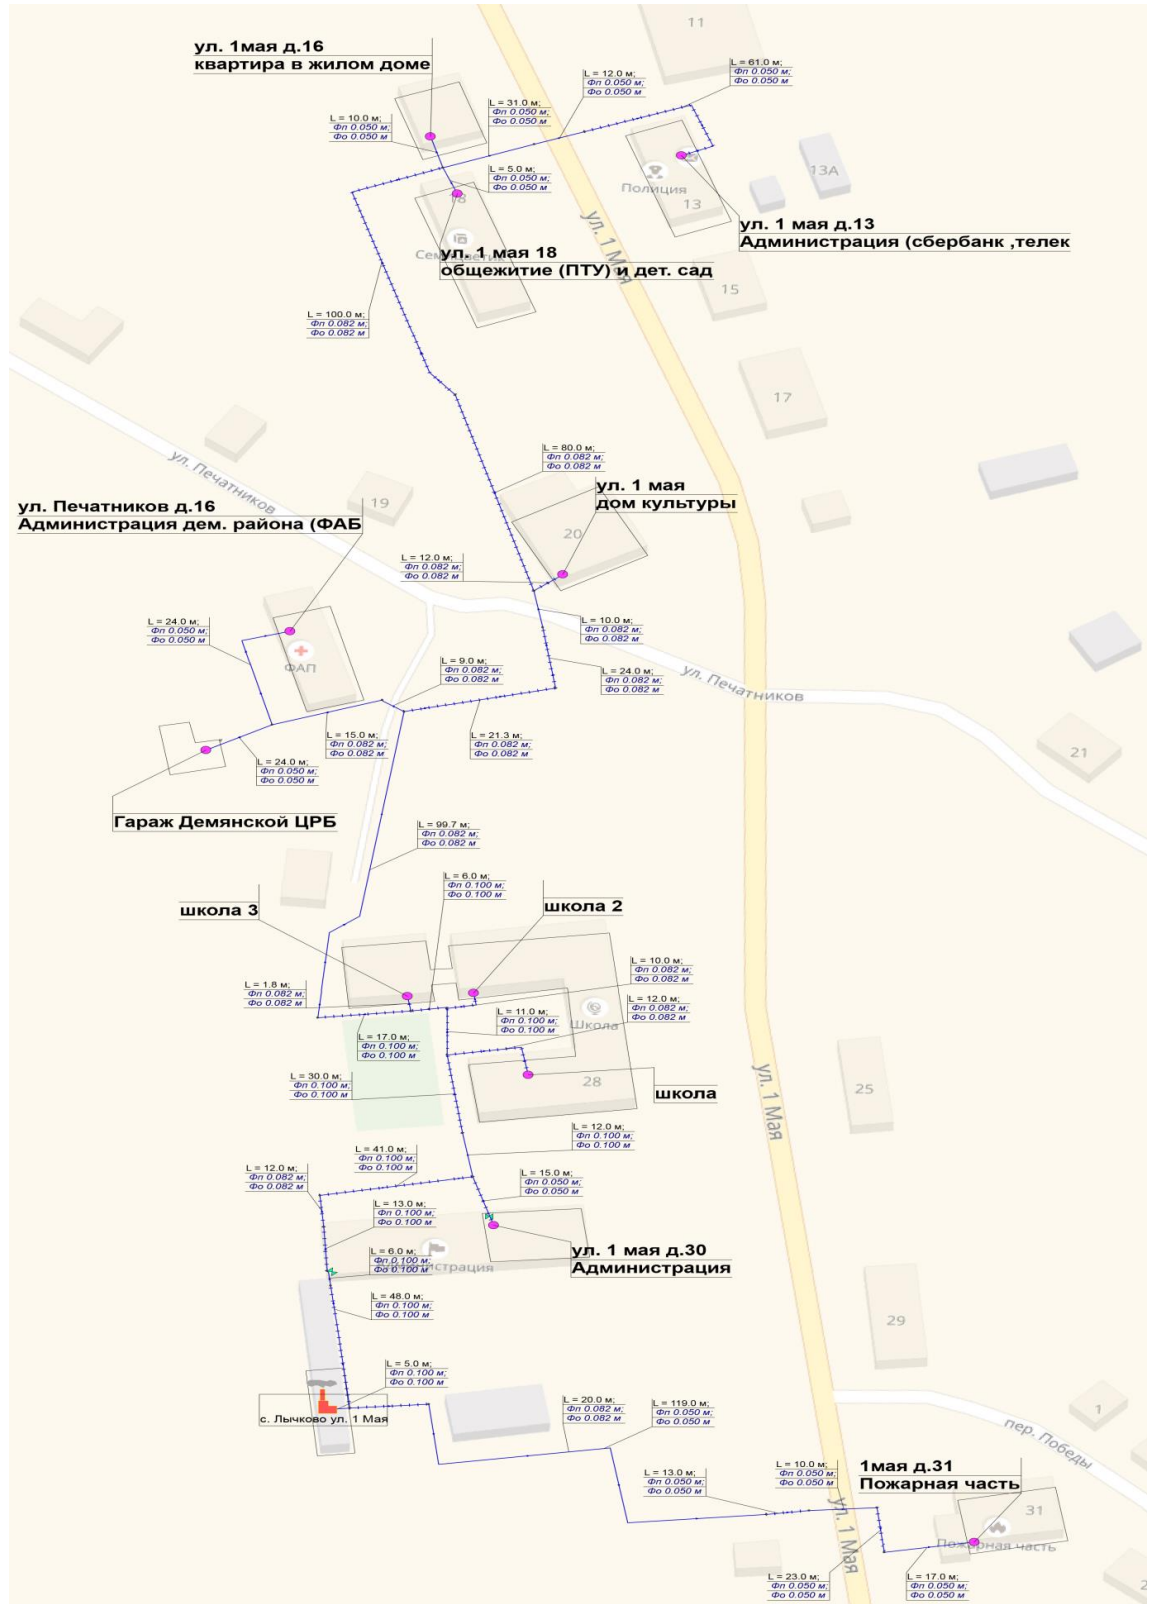 11
ул. 1мая д.16
квартира в жилом доме
L = 61.0 м;
Фп 0.050 м;
Фо 0.050 м
L = 12.0 м;
Фп 0.050 м;
Фо 0.050 м
L = 31.0 м;
Фп 0.050 м;
Фо 0.050 м
L = 10.0 м;
Фп 0.050 м;
Фо 0.050 м
L = 5.0 м;
Фп 0.050 м;
Фо 0.050 м
13А
Полиция
13
18
ул. 1 Мая
ул. 1 мая д.13
Администрация (сбербанк ,телек
ул. 1 мая 18
общежитие (ПТУ) и дет. сад
15
L = 100.0 м;
Фп 0.082 м;
Фо 0.082 м
17
L = 80.0 м;
Фп 0.082 м;
Фо 0.082 м
ул. Печатников
19
ул. 1 мая
дом культуры
20
ул. Печатников д.16
Администрация дем. района (ФАБ
L = 12.0 м;
Фп 0.082 м;
Фо 0.082 м
L = 24.0 м;
Фп 0.050 м;
Фо 0.050 м
L = 10.0 м;
Фп 0.082 м;
Фо 0.082 м
ФАП
L = 9.0 м;
Фп 0.082 м;
Фо 0.082 м
L = 24.0 м;
Фп 0.082 м;
Фо 0.082 м
ул. Печатников
L = 15.0 м;
Фп 0.082 м;
Фо 0.082 м
L = 21.3 м;
Фп 0.082 м;
Фо 0.082 м
21
L = 24.0 м;
Фп 0.050 м;
Фо 0.050 м
Гараж Демянской ЦРБ
L = 99.7 м;
Фп 0.082 м;
Фо 0.082 м
L = 6.0 м;
Фп 0.100 м;
Фо 0.100 м
школа 3
школа 2
L = 10.0 м;
Фп 0.082 м;
Фо 0.082 м
L = 1.8 м;
Фп 0.082 м;
Фо 0.082 м
L = 12.0 м;
Фп 0.082 м;
Фо 0.082 м
L = 11.0 м;
Фп 0.100 м;
Фо 0.100 м
Школа
L = 17.0 м;
Фп 0.100 м;
Фо 0.100 м
L = 30.0 м;
Фп 0.100 м;
Фо 0.100 м
28
школа
25
ул. 1 Мая
L = 12.0 м;
Фп 0.100 м;
Фо 0.100 м
L = 41.0 м;
Фп 0.100 м;
Фо 0.100 м
L = 12.0 м;
Фп 0.082 м;
Фо 0.082 м
L = 15.0 м;
Фп 0.050 м;
Фо 0.050 м
L = 13.0 м;
Фп 0.100 м;
Фо 0.100 м
L = 6.0 м;
Фп 0.100 м;
Фо 0.100 м
ул. 1 мая д.30
Администрация
L = 48.0 м;
Фп 0.100 м;
Фо 0.100 м
29
L = 5.0 м;
Фп 0.100 м;
Фо 0.100 м
с. Лычково ул. 1 Мая
L = 20.0 м;
Фп 0.082 м;
Фо 0.082 м
L = 119.0 м;
Фп 0.050 м;
Фо 0.050 м
1
пер. Победы
L = 13.0 м;
Фп 0.050 м;
Фо 0.050 м
L = 10.0 м;
Фп 0.050 м;
Фо 0.050 м
1мая д.31
Пожарная часть
31
ул. 1 Мая
Пожарная часть
L = 23.0 м;
Фп 0.050 м;
Фо 0.050 м
L = 17.0 м;
Фп 0.050 м;
Фо 0.050 м
2